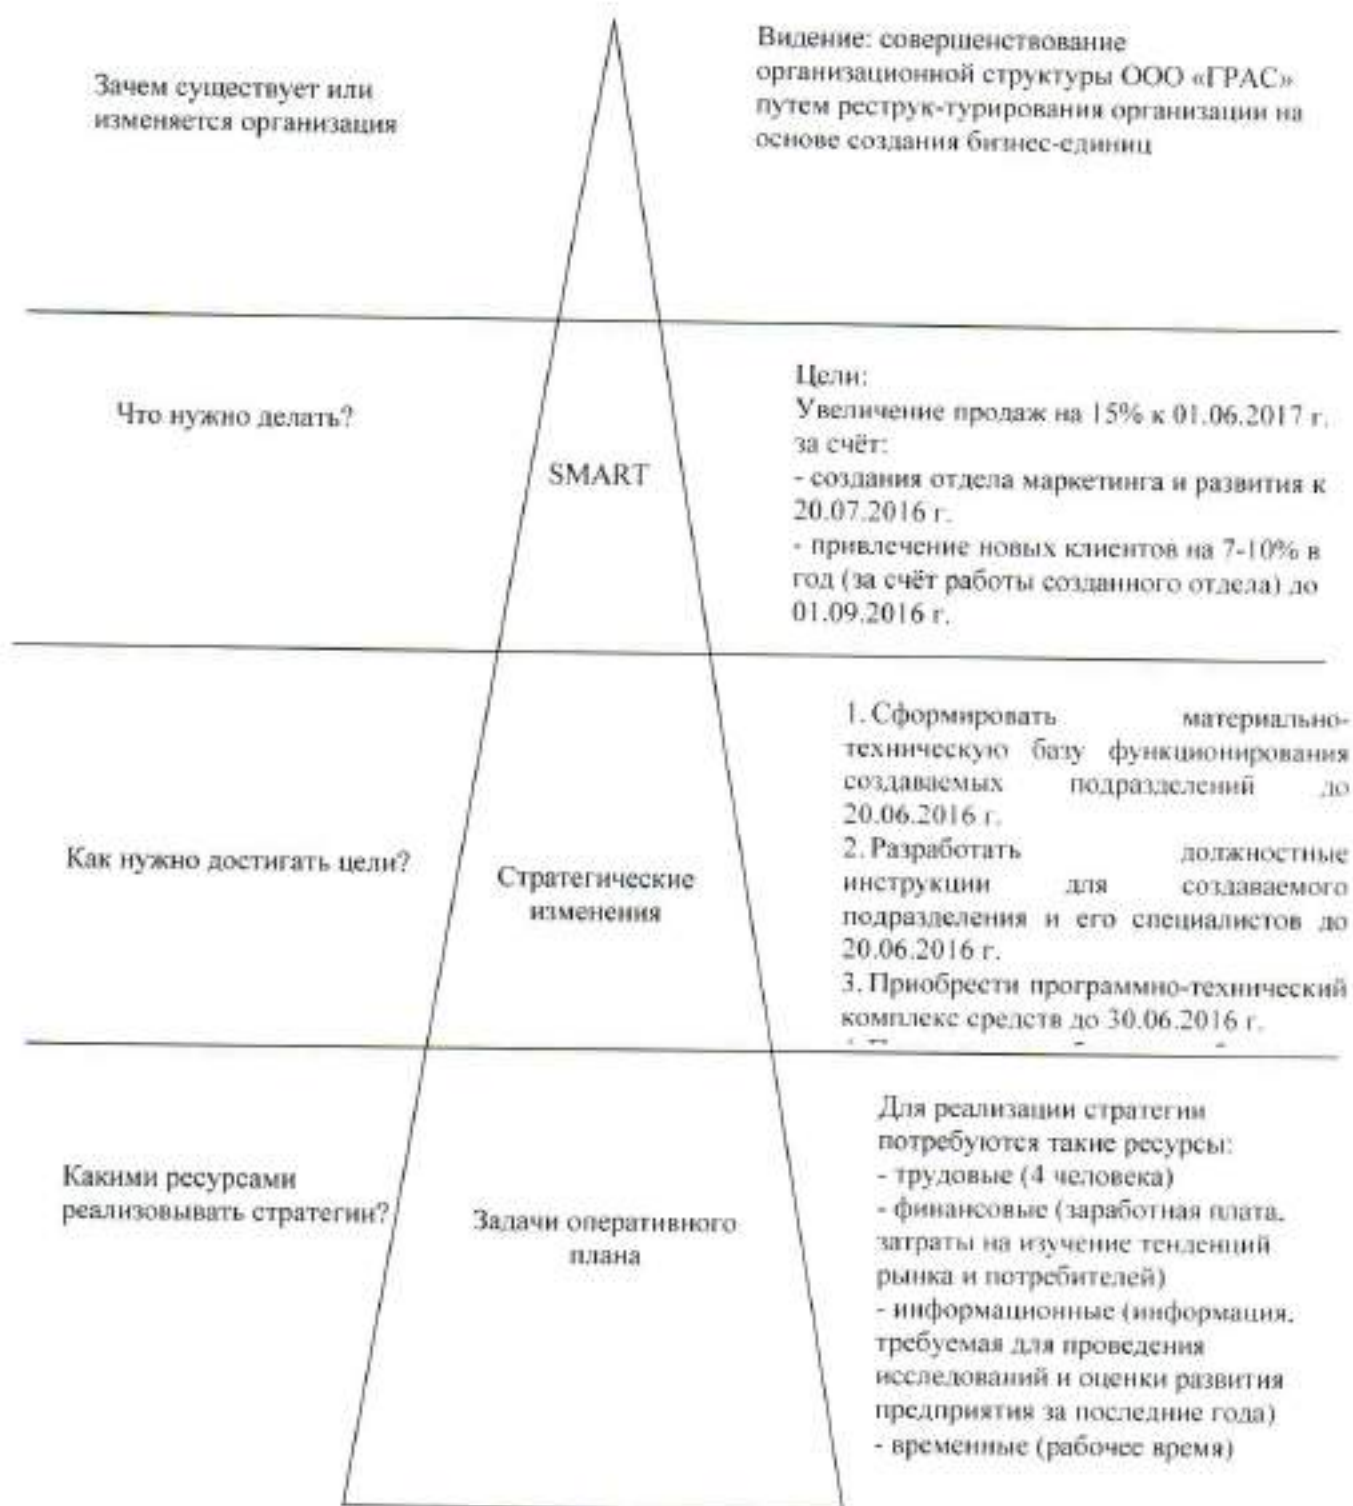 Зачем существует или
изменяется организация
Видение: совершенствование
организационной структуры ООО «ГРАС»
путем реструк-турирования организации на
основе создания бизнес-единиц
Что нужно делать?
SMART
Цели:
Увеличение продаж на 15% к 01.06.2017 г.
за счёт:
- создания отдела маркетинга и развития к
20.07.2016 г.
- привлечение новых клиентов на 7-10% в
год (за счёт работы созданного отдела) до
01.09.2016 г.
Как нужно достигать цели?
Стратегические
изменения
1. Сформировать материально-
техническую базу функционирования
создаваемых подразделений до
20.06.2016 г.
2. Разработать должностные
инструкции для создаваемого
подразделения и его специалистов до
20.06.2016 г.
3. Приобрести программно-технический
комплекс средств до 30.06.2016 г.
Какими ресурсами
реализовывать стратегии?
Задачи оперативного
плана
Для реализации стратегии
потребуются такие ресурсы:
- трудовые (4 человека)
- финансовые (заработная плата,
затраты на изучение тенденций
рынка и потребителей)
- информационные (информация,
требуемая для проведения
исследований и оценки развития
предприятия за последние года)
- временные (рабочее время)